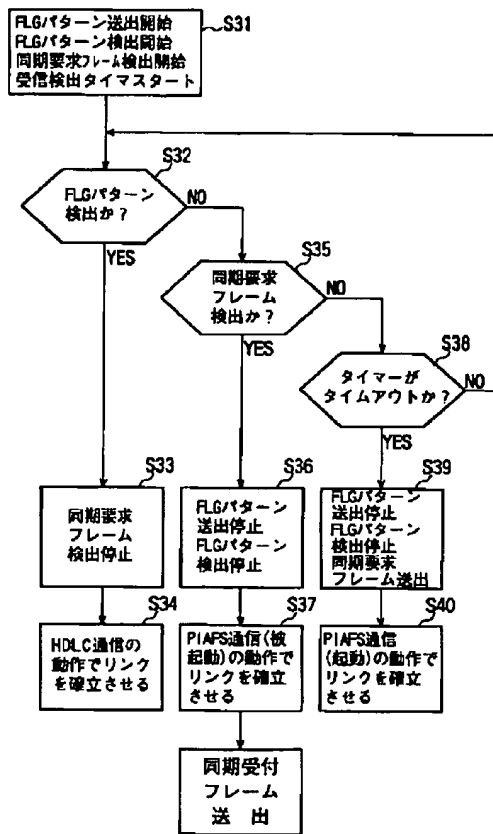 FLGパターン送出開始
FLGパターン検出開始
同期要求フレーム検出開始
受信検出タイマスタート
S31
S32
FLGパターン
検出か?
NO
YES
S35
同期要求
フレーム
検出か?
NO
YES
S38
タイマーが
タイムアウトか?
NO
YES
S33
同期要求
フレーム
検出停止
S36
FLGパターン
送出停止
FLGパターン
検出停止
S39
FLGパターン
送出停止
FLGパターン
検出停止
同期要求
フレーム送出
S34
HDLC通信の
動作でリンク
を確立させる
S37
PIAFS通信(被
起動)の動作で
リンクを確立
させる
S40
PIAFS通信
(起動)の動作で
リンクを確立
させる
同期受付
フレーム
送出